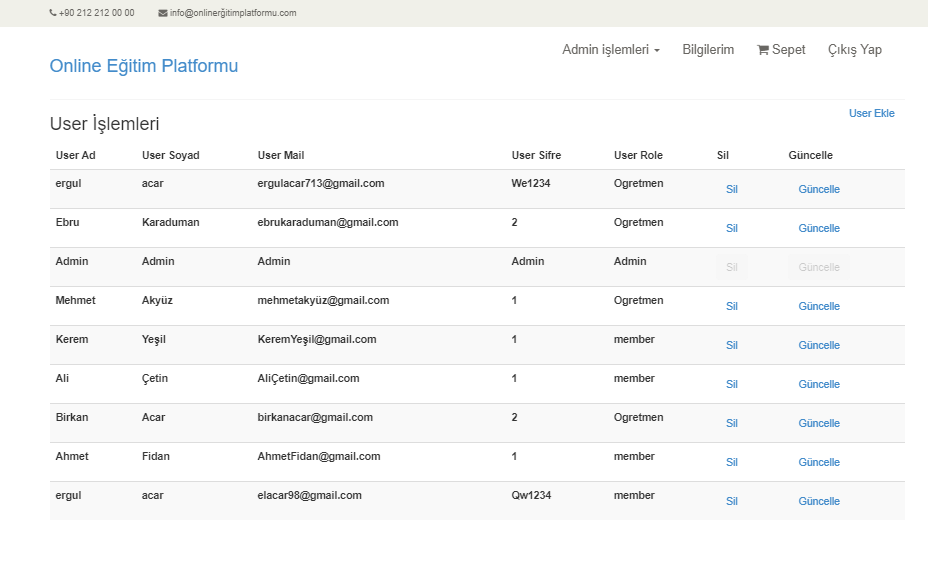 +90 212 212 00 00 info@onlinerğitimplatformu.com
Admin işlemleri Bilgilerim Sepet Çıkış Yap
Online Eğitim Platformu
User Ekle
User İşlemleri
User Ad User Soyad User Mail User Sifre User Role Sil Güncelle
ergul acar ergulacar713@gmail.com We1234 Ogretmen Sil Güncelle
Ebru Karaduman ebrukaraduman@gmail.com 2 Ogretmen Sil Güncelle
Admin Admin Admin Admin Admin Sil Güncelle
Mehmet Akyüz mehmetakyüz@gmail.com 1 Ogretmen Sil Güncelle
Kerem Yeşil KeremYeşil@gmail.com 1 member Sil Güncelle
Ali Çetin AliÇetin@gmail.com 1 member Sil Güncelle
Birkan Acar birkanacar@gmail.com 2 Ogretmen Sil Güncelle
Ahmet Fidan AhmetFidan@gmail.com 1 member Sil Güncelle
ergul acar elacar98@gmail.com Qw1234 member Sil Güncelle